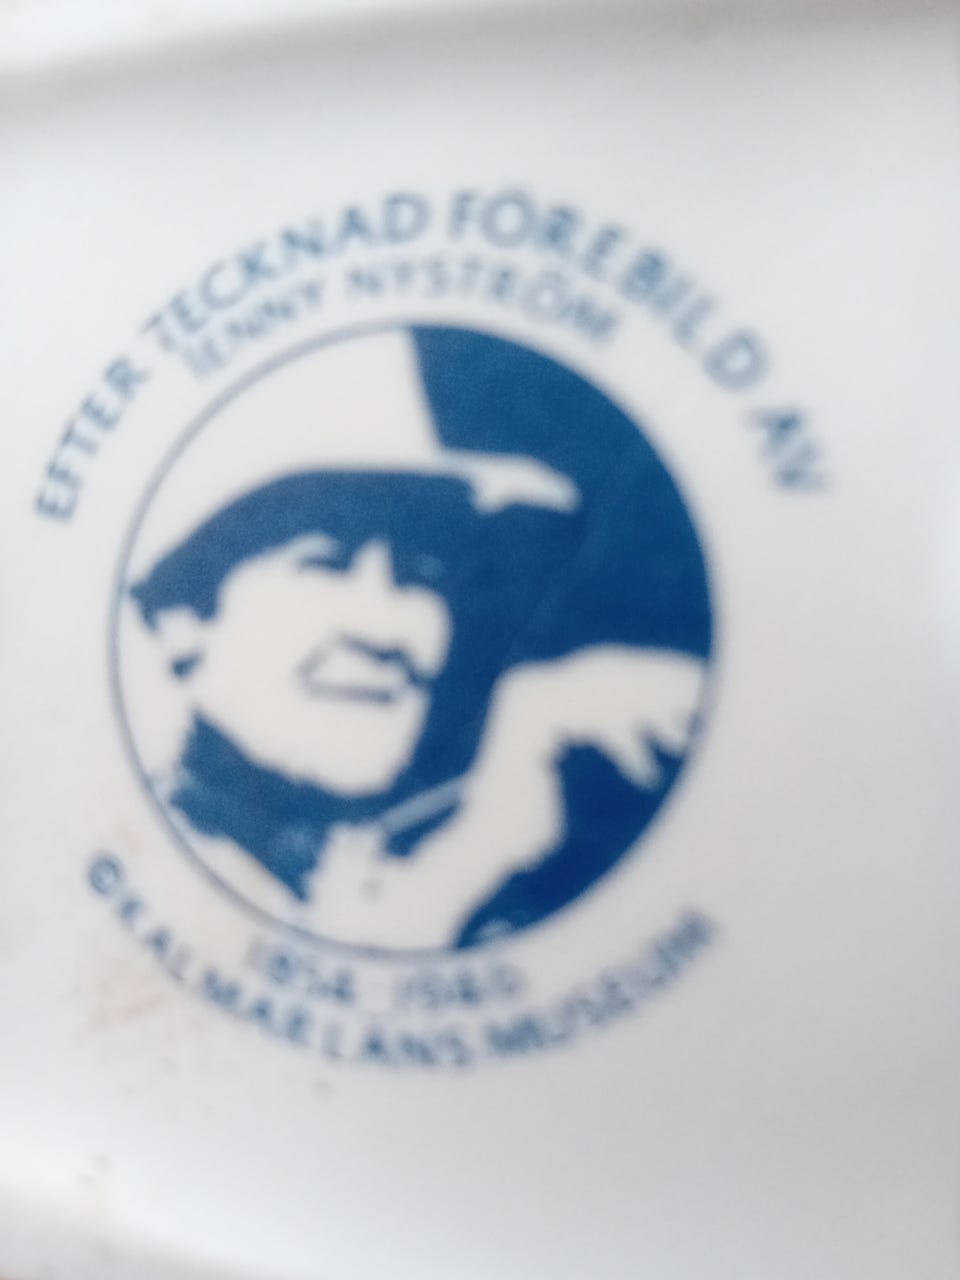 EFTER TECKNAD FÖREBILD AV
JENNY NYSTRÖM
1854 1946
©KALMAR LÄNS MUSEUM